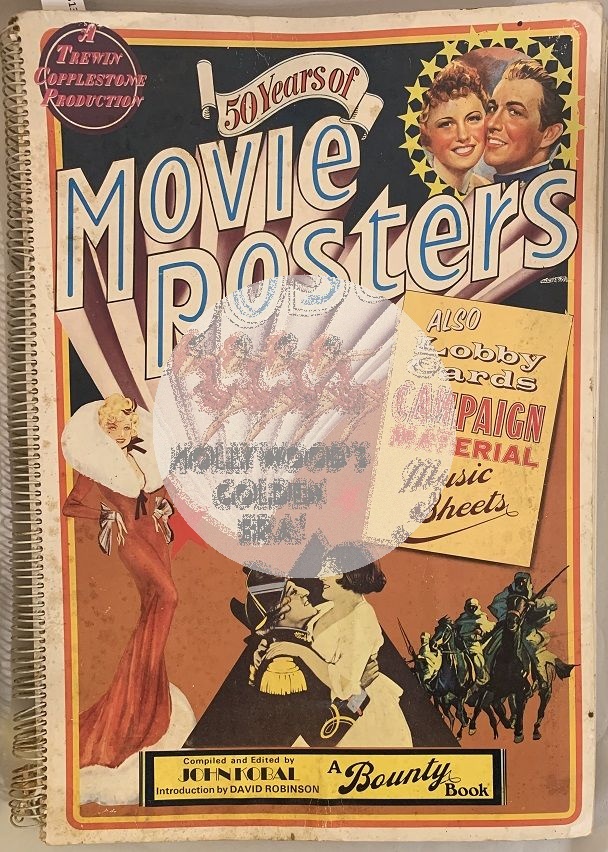 A
TREWIN
COPPLESTONE
PRODUCTION
50 Years of
MOVIE
POSTERS
ALSO
Lobby
Cards
CAMPAIGN
MATERIAL
Music
Sheets
HOLLYWOOD'S
GOLDEN
ERA!
Compiled and Edited by
JOHN KOBAL
Introduction by DAVID ROBINSON
A Bounty Book